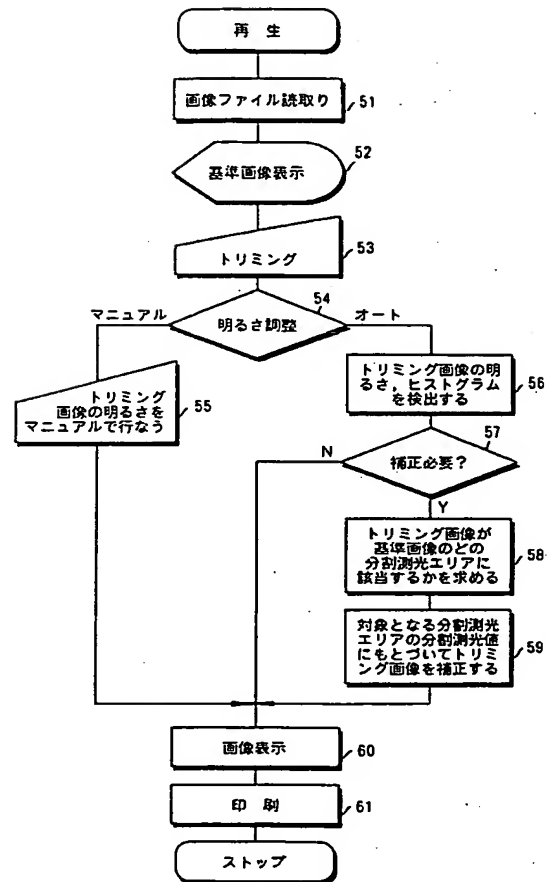 再生
画像ファイル読取り
51
基準画像表示
52
トリミング
53
明るさ調整
54
マニュアル
オート
トリミング
画像の明るさを
マニュアルで行なう
55
トリミング画像の明
るさ，ヒストグラム
を検出する
56
補正必要？
57
N
Y
トリミング画像が
基準画像のどの
分割測光エリアに
該当するかを求める
58
対象となる分割測光
エリアの分割測光値
にもとづいてトリミ
ング画像を補正する
59
画像表示
60
印刷
61
ストップ